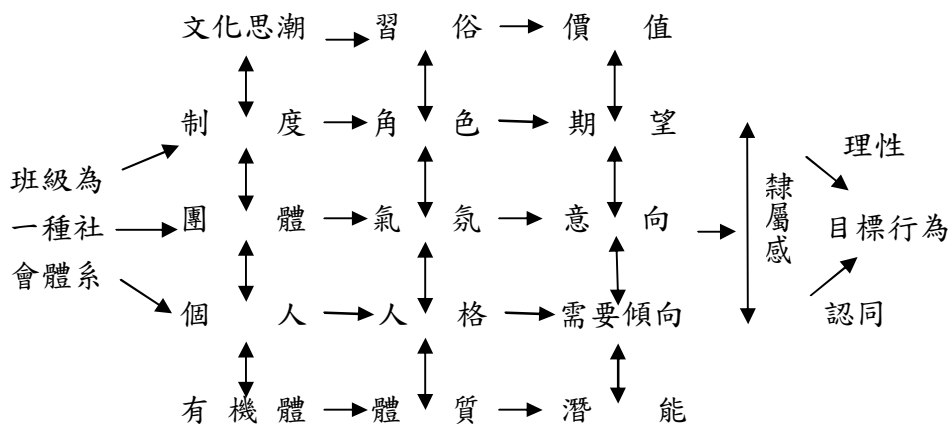 文化思潮 習俗 價值
制度 角色 期望
理性
班級為
一種社
會體系
團體 氣氛 意向
隸屬感
目標行為
個人 人格 需要傾向
認同
有機體 體質 潛能